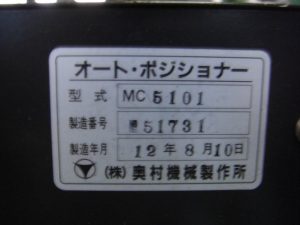 オート・ポジショナー
型式 MC 5101
製造番号 51731
製造年月 12年8月10日
(株)奥村機械製作所